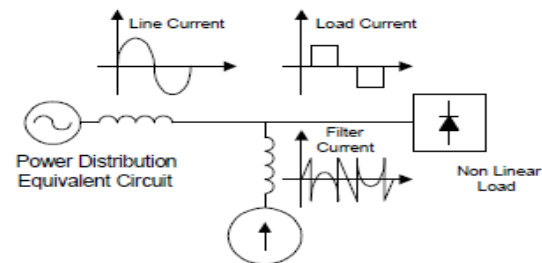 Line Current
Load Current
Power Distribution
Equivalent Circuit
Filter
Current
Non Linear
Load